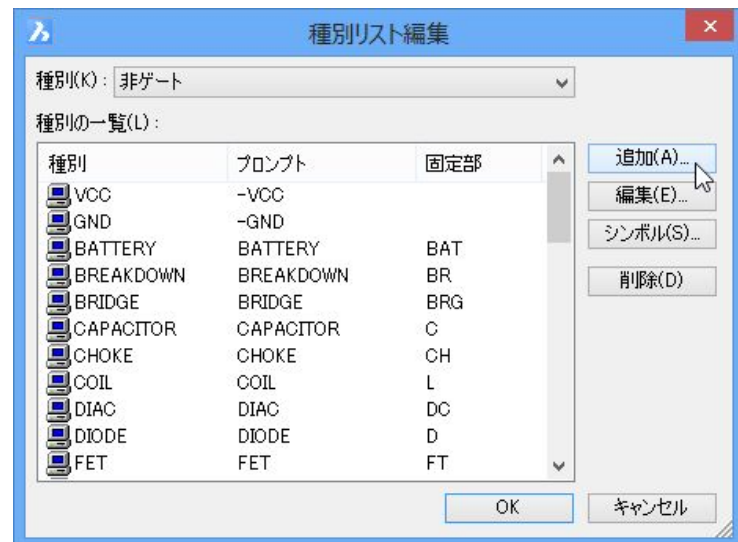 種別リスト編集
種別(K): 非ゲート
種別の一覧(L):
種別 プロンプト 固定部
VCC -VCC
GND -GND
BATTERY BATTERY BAT
BREAKDOWN BREAKDOWN BR
BRIDGE BRIDGE BRG
CAPACITOR CAPACITOR C
CHOKE CHOKE CH
COIL COIL L
DIAC DIAC DC
DIODE DIODE D
FET FET FT
追加(A)...
編集(E)...
シンボル(S)...
削除(D)
OK キャンセル